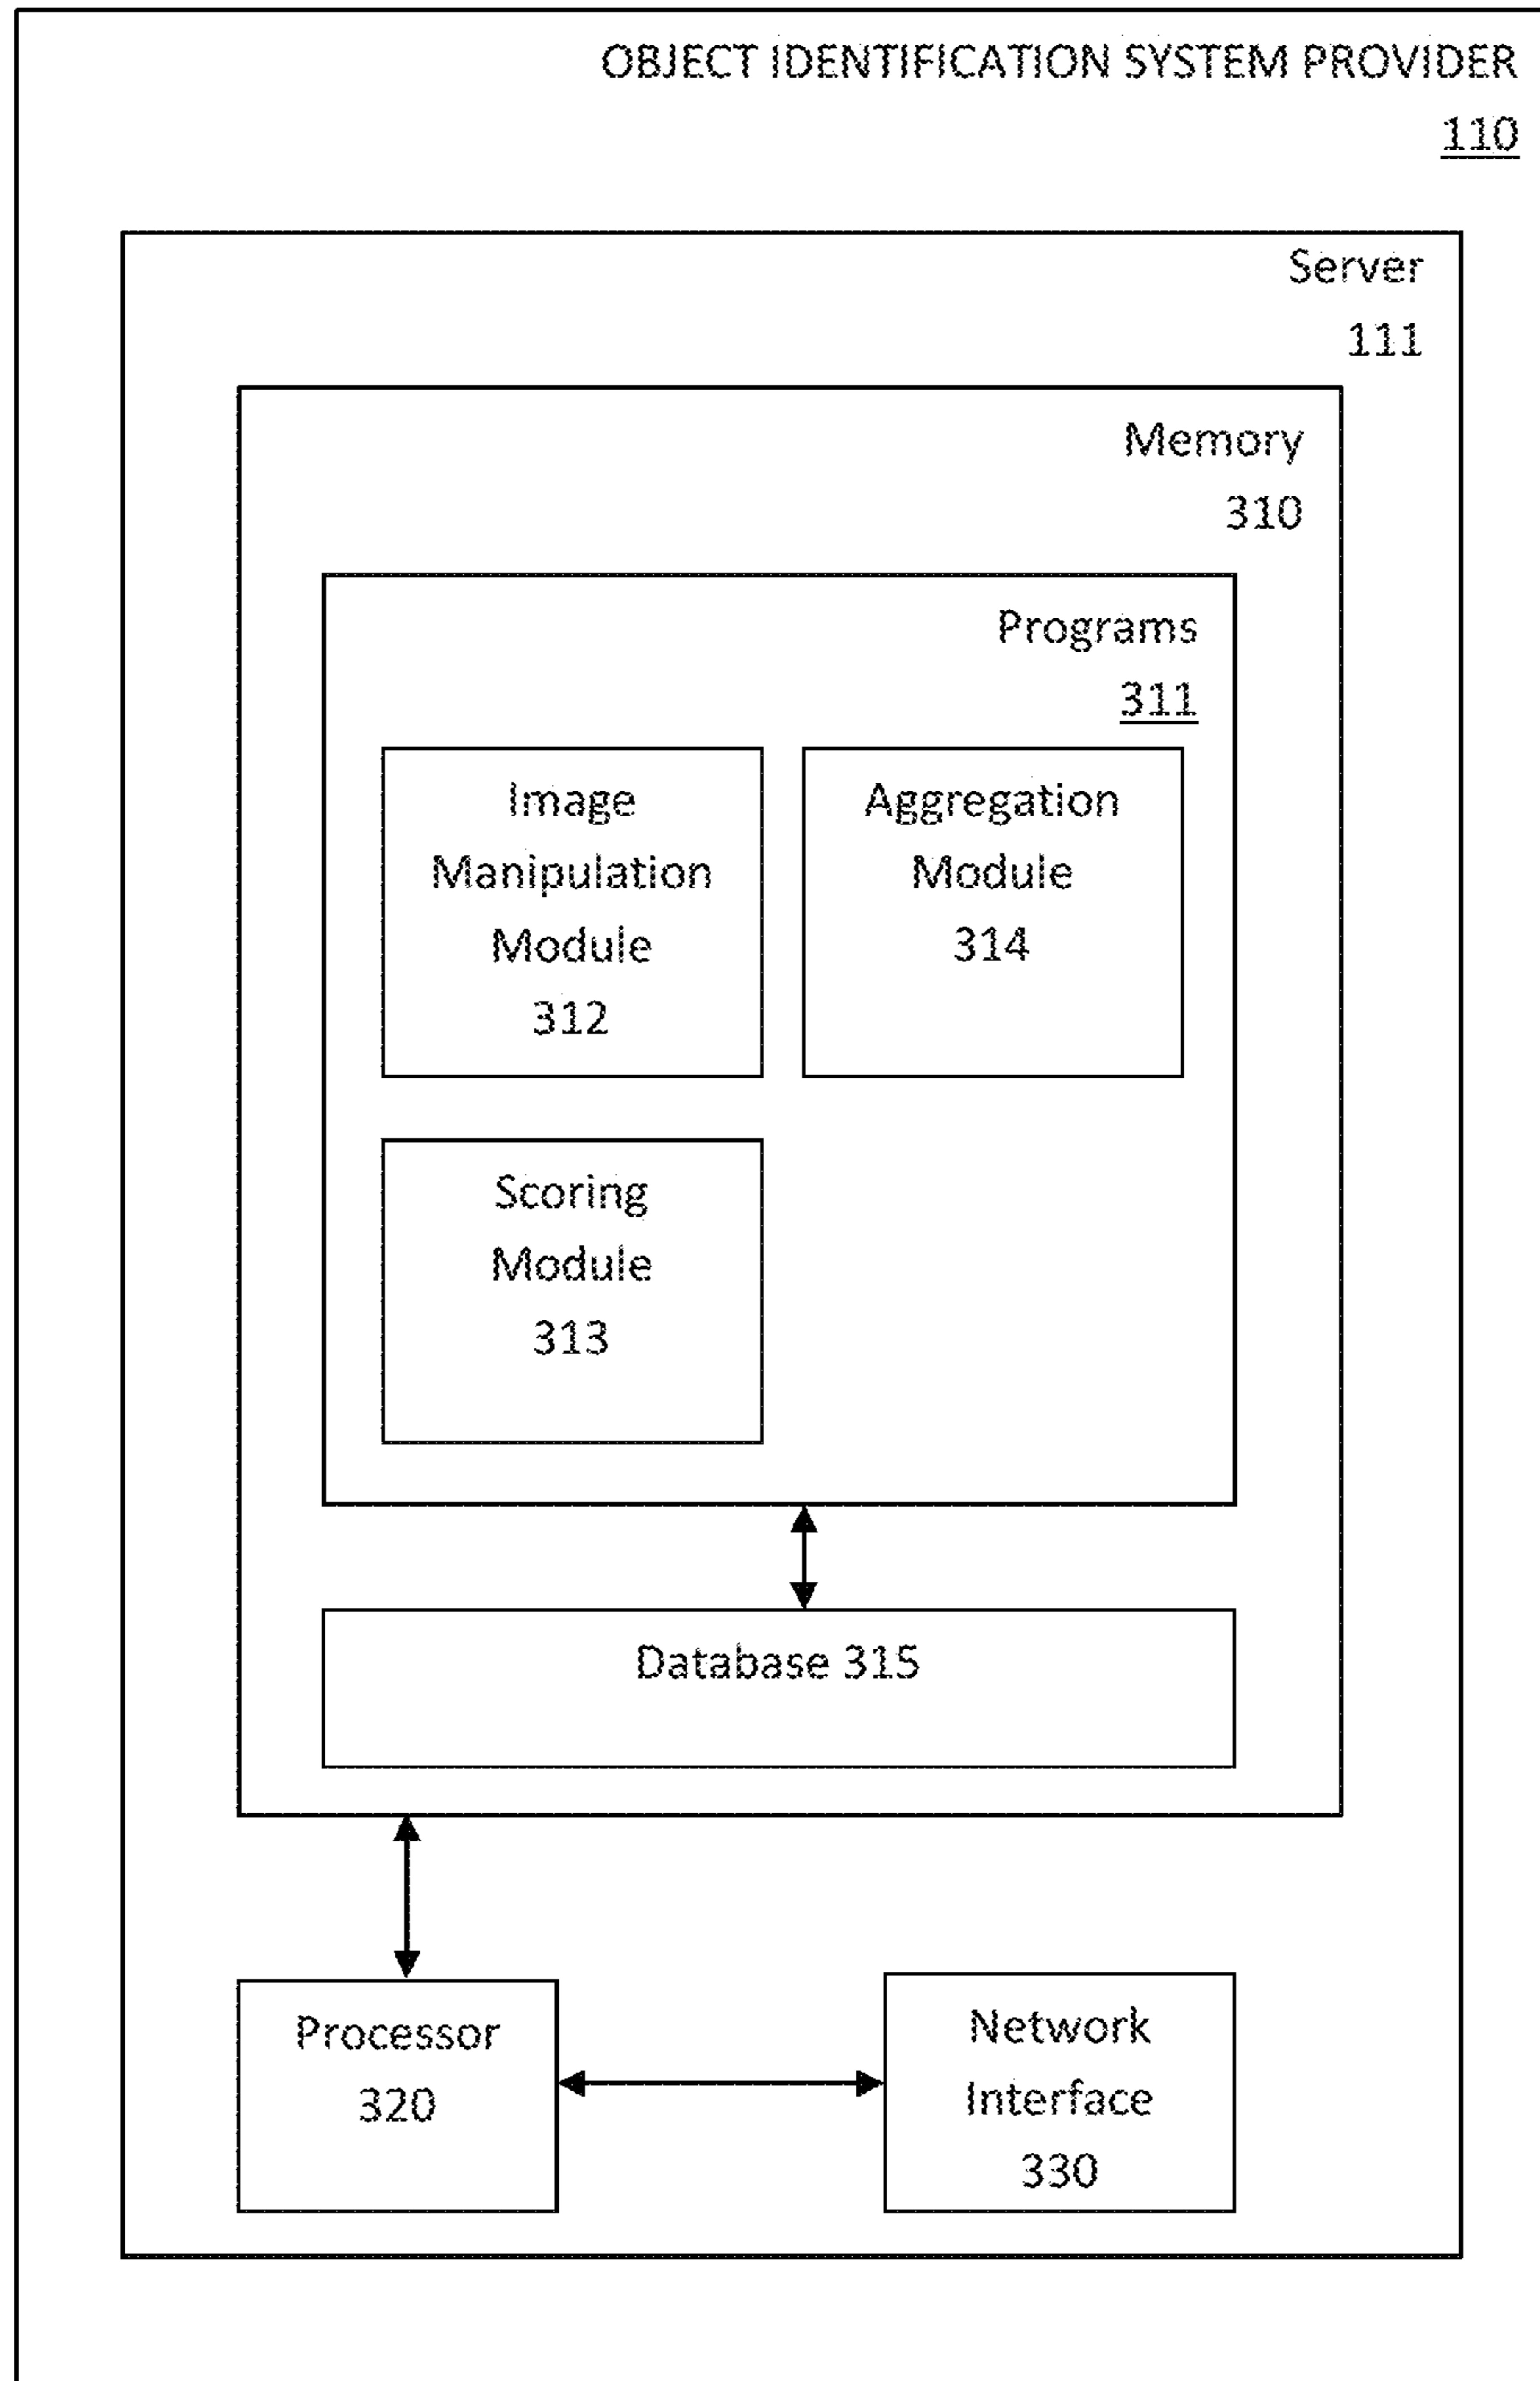 OBJECT IDENTIFICATION SYSTEM PROVIDER
110
Server
111
Memory
310
Programs
311
Image
Manipulation
Module
312
Aggregation
Module
314
Scoring
Module
313
Database 315
Processor
320
Network
Interface
330